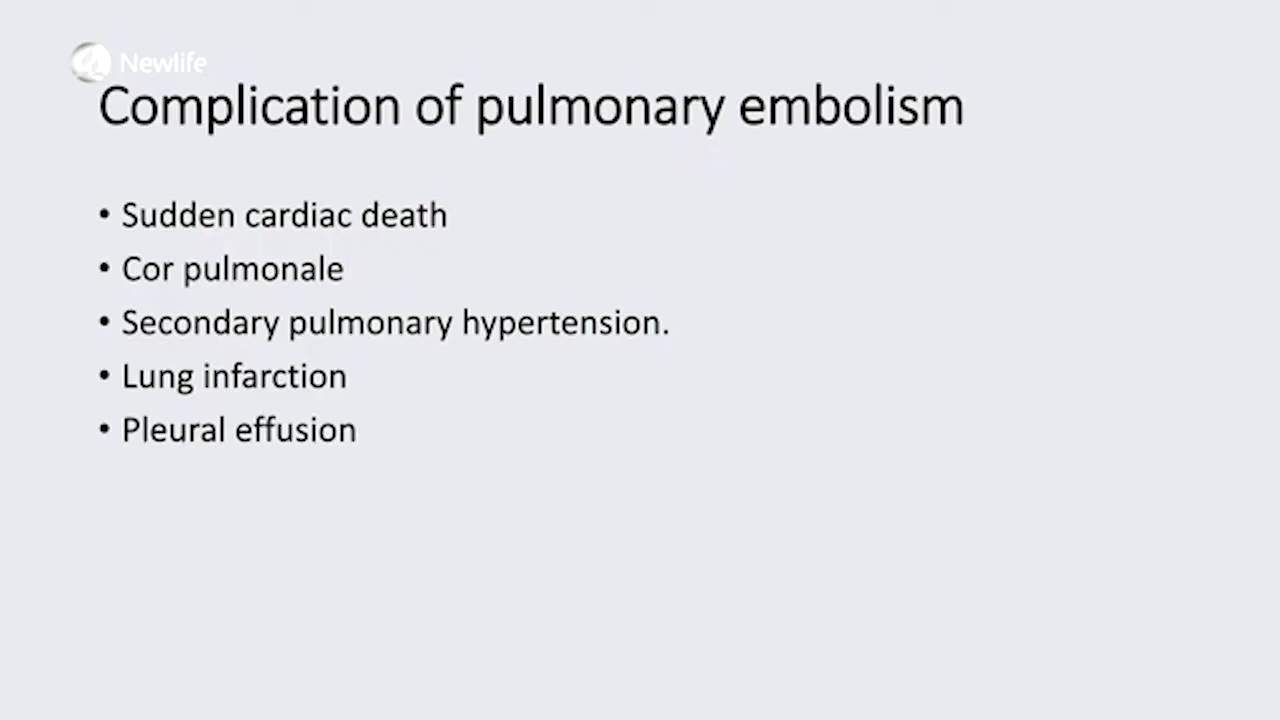 Newlife
Complication of pulmonary embolism
• Sudden cardiac death
• Cor pulmonale
• Secondary pulmonary hypertension.
• Lung infarction
• Pleural effusion